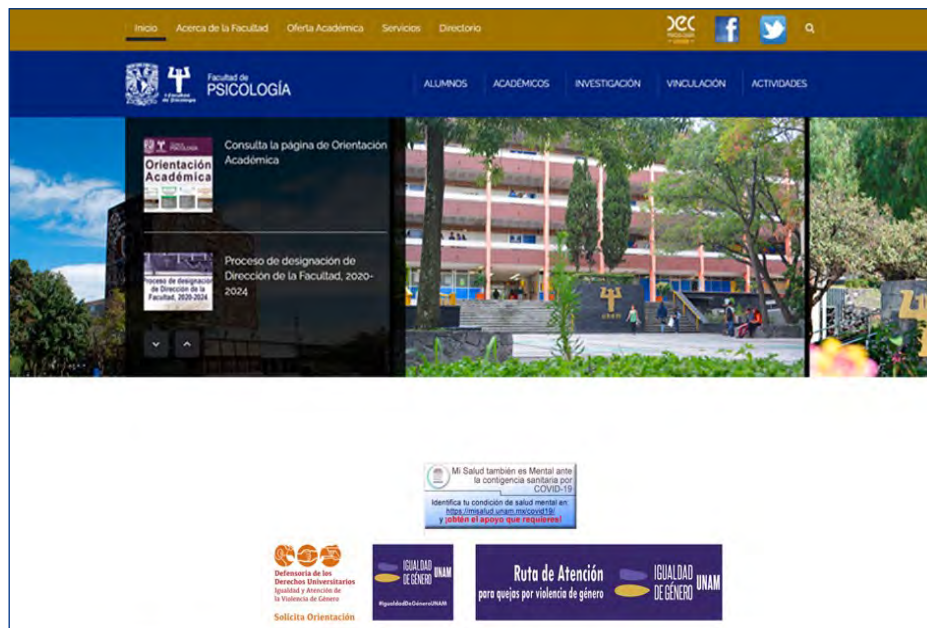 Inicio
Acerca de la Facultad
Oferta Académica
Servicios
Directorio
PSICOLOGÍA
Facultad de
PSICOLOGÍA
Facultad
de Psicología
ALUMNOS
ACADÉMICOS
INVESTIGACIÓN
VINCULACIÓN
ACTIVIDADES
Orientación
Académica
Consulta la página de Orientación
Académica
Proceso de designación
de Dirección de la
Facultad, 2020-2024
Proceso de designación de
Dirección de la Facultad, 2020-
2024
Mi Salud también es Mental ante
la contigencia sanitaria por
COVID-19
Identifica tu condición de salud mental en:
https://misalud.unam.mx/covid19/
y ¡obtén el apoyo que requieres!
Defensoría de los
Derechos Universitarios
Igualdad y Atención de
la Violencia de Género
Solicita Orientación
IGUALDAD
DE GÉNERO
UNAM
#IgualdadDeGéneroUNAM
Ruta de Atención
para quejas por violencia de género
IGUALDAD
DE GÉNERO
UNAM